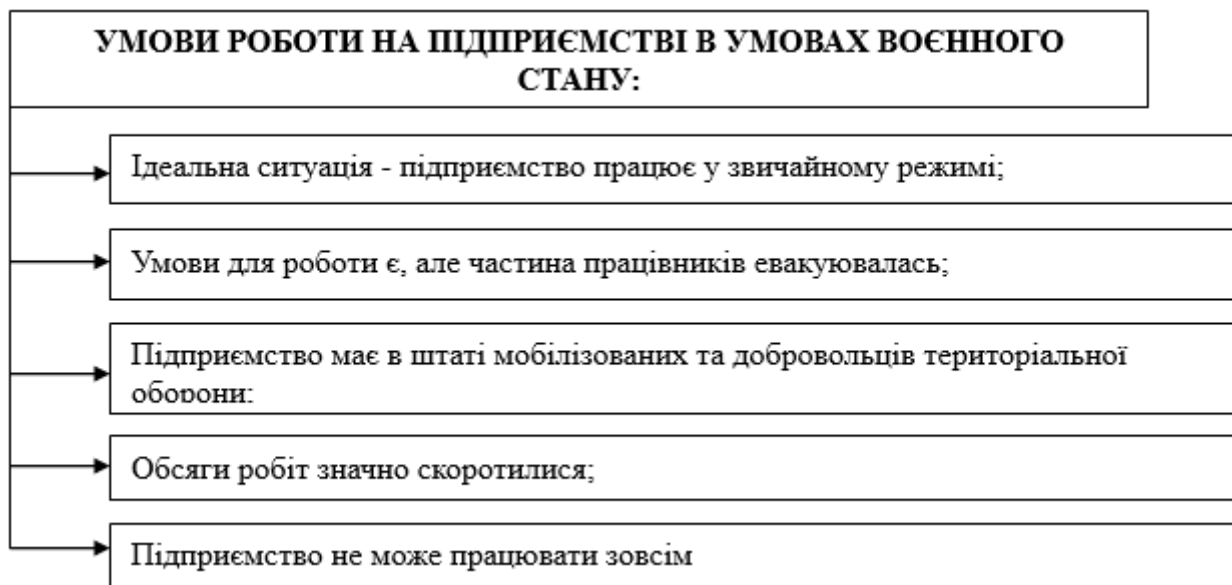 УМОВИ РОБОТИ НА ПІДПРИЄМСТВІ В УМОВАХ ВОЄННОГО
СТАНУ:
Ідеальна ситуація - підприємство працює у звичайному режимі;
Умови для роботи є, але частина працівників евакуювалась;
Підприємство має в штаті мобілізованих та добровольців територіальної
оборони;
Обсяги робіт значно скоротилися;
Підприємство не може працювати зовсім